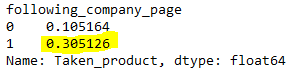 following_company_page
0    0.105164
1    0.305126
Name: Taken_product, dtype: float64